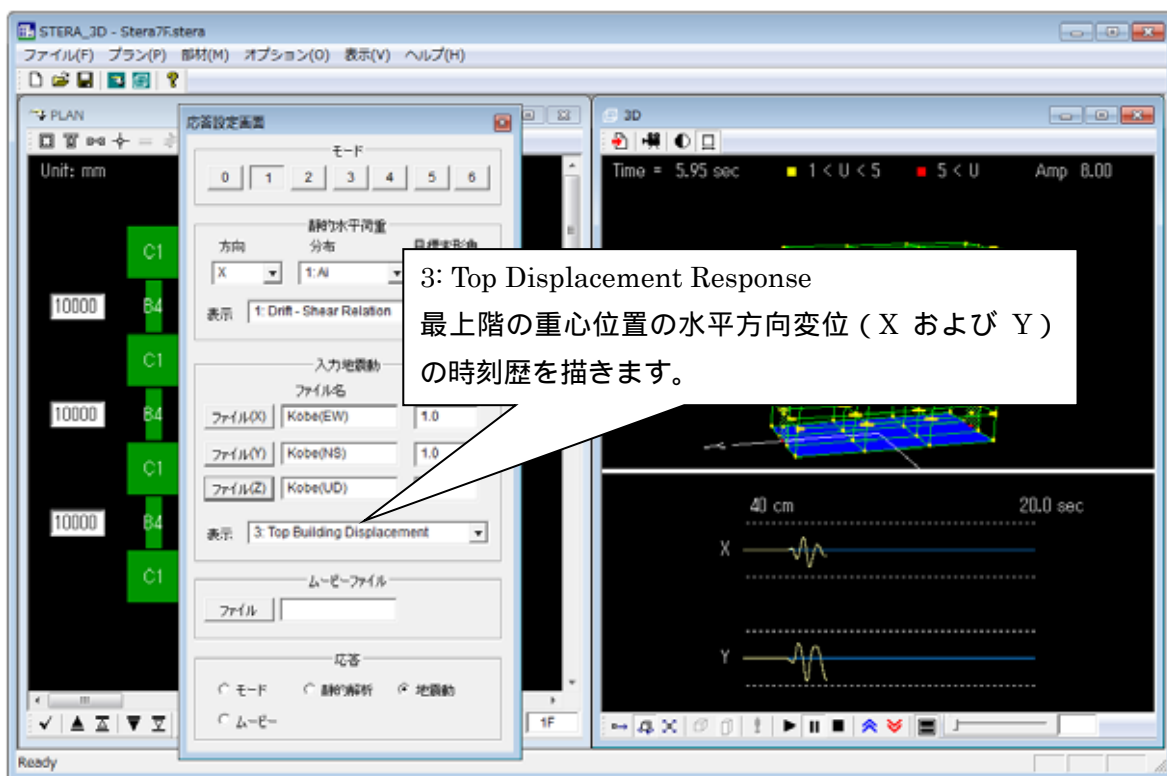 STERA_3D - Stera7F.stera
ファイル(F) プラン(P) 部材(M) オプション(O) 表示(V) ヘルプ(H)
PLAN
Unit: mm
C1
10000 B4
C1
10000 B4
C1
10000 B4
C1
1F
応答設定画面
モード
0 1 2 3 4 5 6
静的水平荷重
方向 分布 目標変形角
X 1: Ai
表示 1: Drift - Shear Relation
入力地震動
ファイル名
ファイル(X) Kobe(EW) 1.0
ファイル(Y) Kobe(NS) 1.0
ファイル(Z) Kobe(UD)
表示 3: Top Building Displacement
ムービーファイル
ファイル
応答
モード 静的解析 地震動
ムービー
3: Top Displacement Response
最上階の重心位置の水平方向変位(X および Y)
の時刻歴を描きます。
3D
Time = 5.95 sec 1 < U < 5 5 < U Amp 8.00
40 cm 20.0 sec
X
Y
Ready